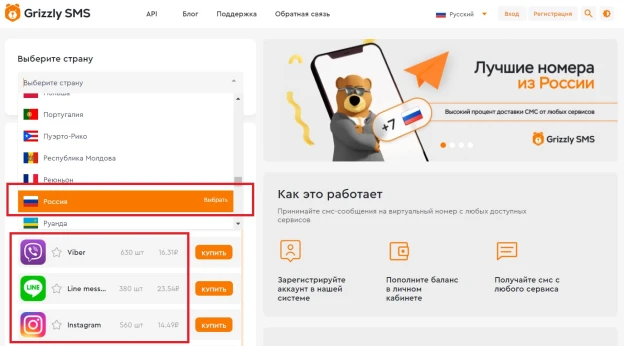 Grizzly SMS
API
Блог
Поддержка
Обратная связь
Русский
Вход
Регистрация
Выберите страну
Выберите страну
Польша
Португалия
Пуэрто-Рико
Республика Молдова
Реюньон
Россия
Выбрать
Руанда
Viber 630 шт 16.31₽ КУПИТЬ
Line mess... 380 шт 23.54₽ КУПИТЬ
LINE
Instagram 560 шт 14.49₽ КУПИТЬ
Лучшие номера
из России
Высокий процент доставки СМС от любых сервисов
+7
Grizzly SMS
Как это работает
Принимайте смс-сообщения на виртуальный номер с любых доступных
сервисов
Зарегистрируйте
аккаунт в нашей
системе
Пополните баланс
в личном
кабинете
Получайте смс с
любого сервиса